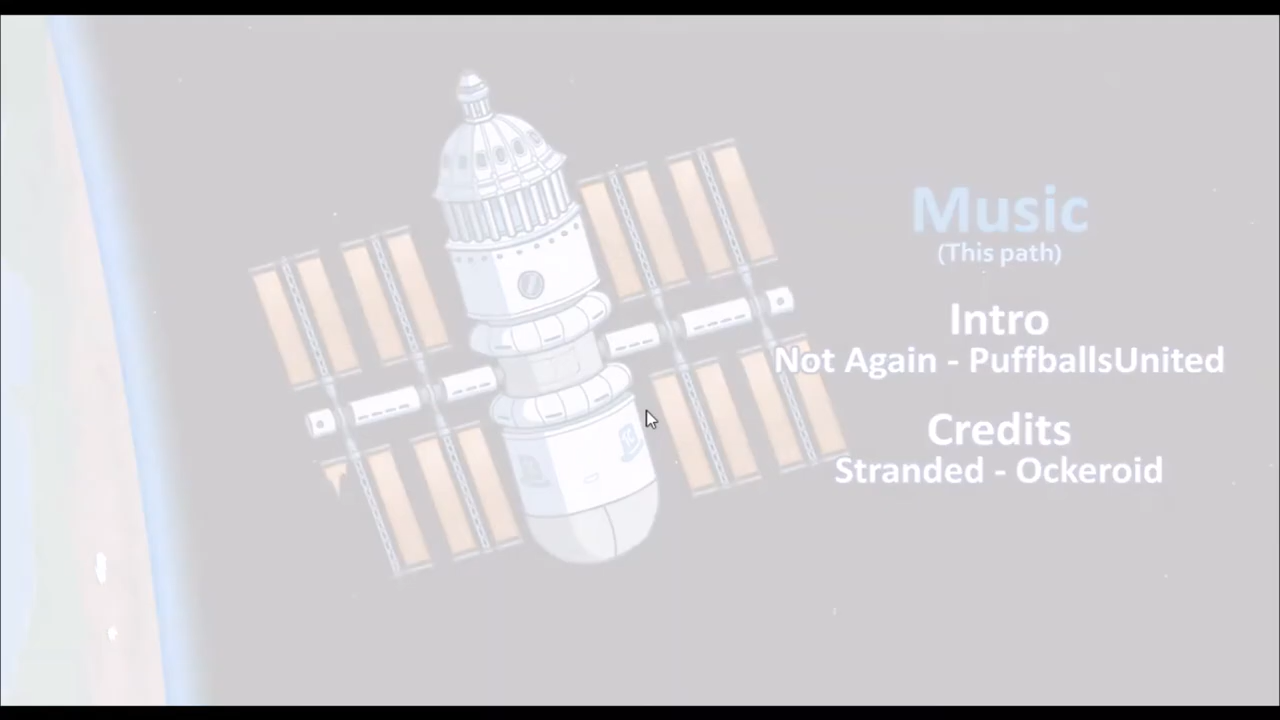 Music
(This path)
Intro
Not Again - PuffballsUnited
Credits
Stranded - Ockeroid